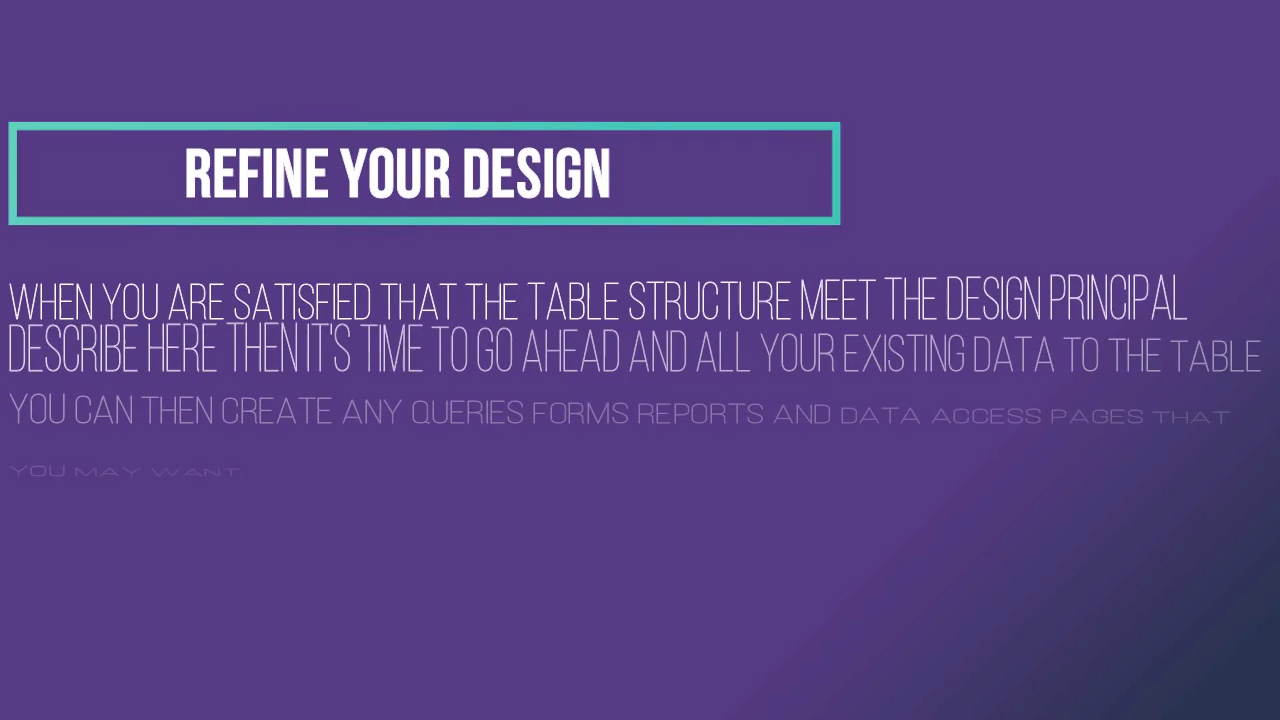 REFINE YOUR DESIGN
WHEN YOU ARE SATISFIED THAT THE TABLE STRUCTURE MEET THE DESIGN PRINCIPAL
DESCRIBE HERE THEN IT'S TIME TO GO AHEAD AND ALL YOUR EXISTING DATA TO THE TABLE
YOU CAN THEN CREATE ANY QUERIES FORMS REPORTS AND DATA ACCESS PAGES THAT
YOU MAY WANT.